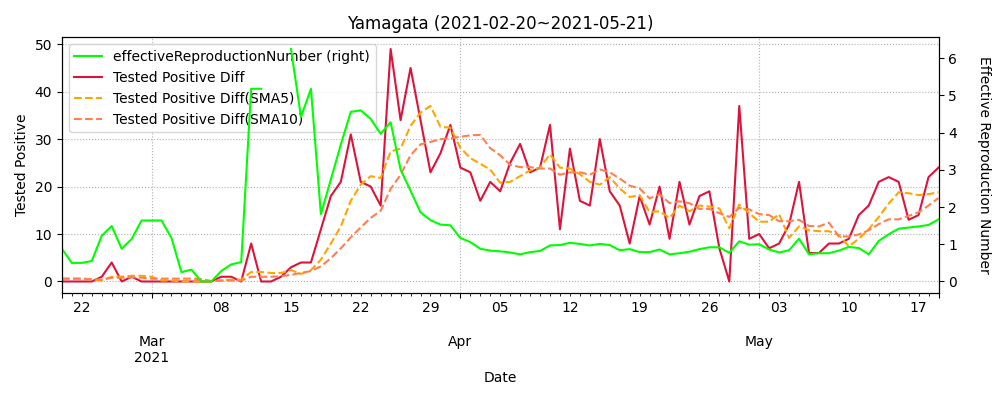 Yamagata (2021-02-20~2021-05-21)
effectiveReproductionNumber (right)
Tested Positive Diff
Tested Positive Diff(SMA5)
Tested Positive Diff(SMA10)
Tested Positive
50
40
30
20
10
0
Effective Reproduction Number
6
5
4
3
2
1
0
22 08 15 22 29 05 12 19 26 03 10 17
Mar Apr May
2021
Date